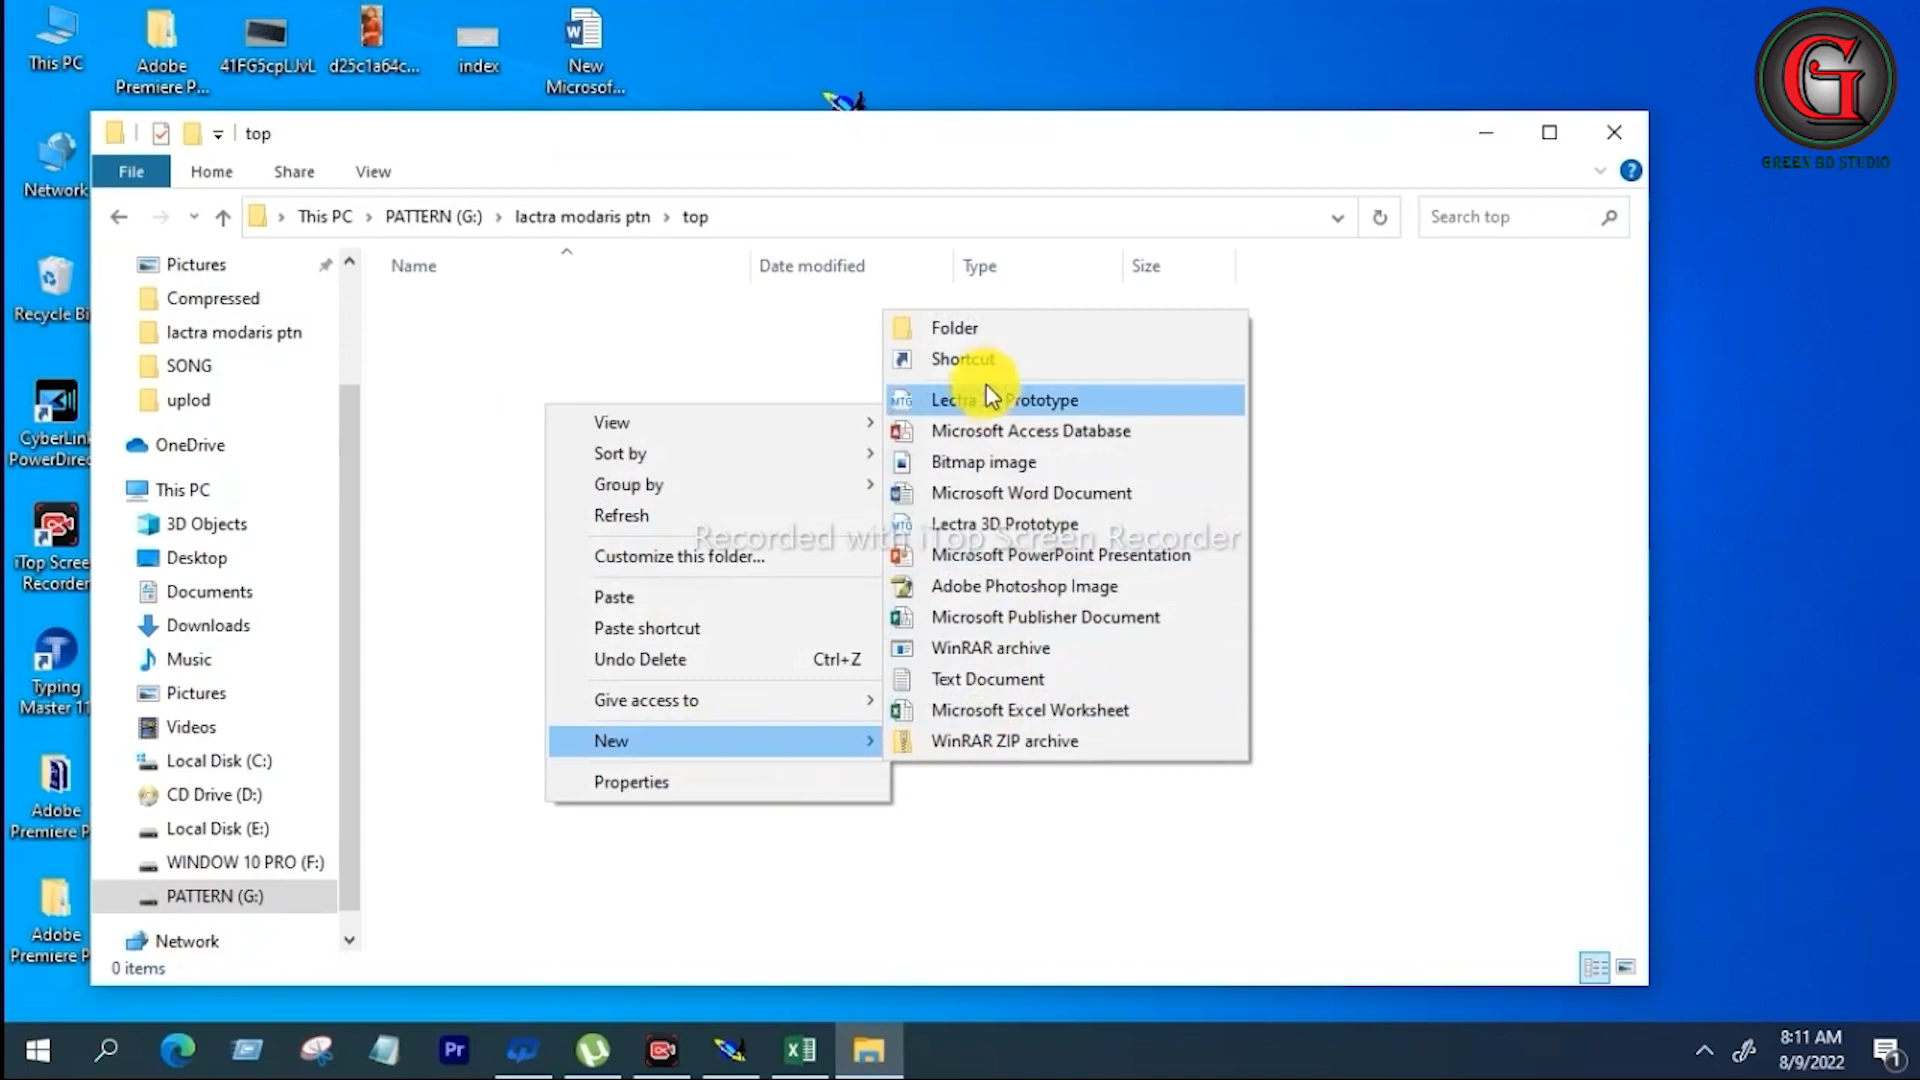 This PC
Adobe
Premiere P...
41FG5cpLJvL
d25c1a64c...
index
New
Microsof...
GREEN BD STUDIO
top
Network
File
Home
Share
View
This PC
PATTERN (G:)
lactra modaris ptn
top
Search top
Name
Date modified
Type
Size
Recycle Bi
Pictures
Compressed
lactra modaris ptn
SONG
uplod
OneDrive
This PC
3D Objects
Desktop
Documents
Downloads
Music
Pictures
Videos
Local Disk (C:)
CD Drive (D:)
Local Disk (E:)
WINDOW 10 PRO (F:)
PATTERN (G:)
Network
0 items
CyberLink
PowerDirec
iTop Scree
Recorder
Typing
Master 11
Adobe
Premiere P
Adobe
Premiere P
View
Sort by
Group by
Refresh
Customize this folder...
Paste
Paste shortcut
Undo Delete Ctrl+Z
Give access to
New
Properties
Folder
Shortcut
Lectra Prototype
Microsoft Access Database
Bitmap image
Microsoft Word Document
Lectra 3D Prototype
Microsoft PowerPoint Presentation
Adobe Photoshop Image
Microsoft Publisher Document
WinRAR archive
Text Document
Microsoft Excel Worksheet
WinRAR ZIP archive
Recorded with iTop Screen Recorder
Pr
8:11 AM
8/9/2022
1